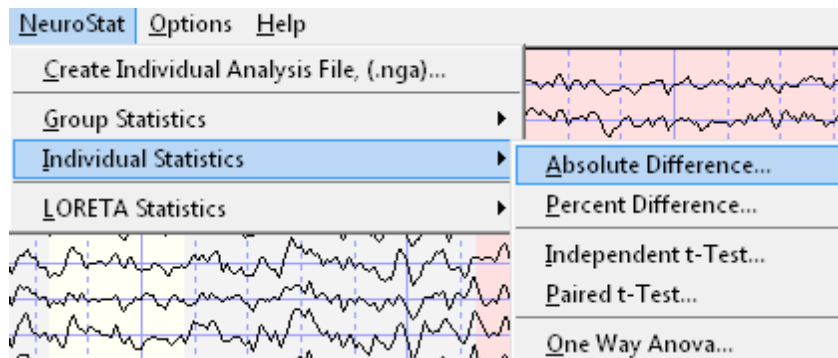 NeuroStat Options Help
Create Individual Analysis File, (.nga)...
Group Statistics
Individual Statistics
LORETA Statistics
Absolute Difference...
Percent Difference...
Independent t-Test...
Paired t-Test...
One Way Anova...